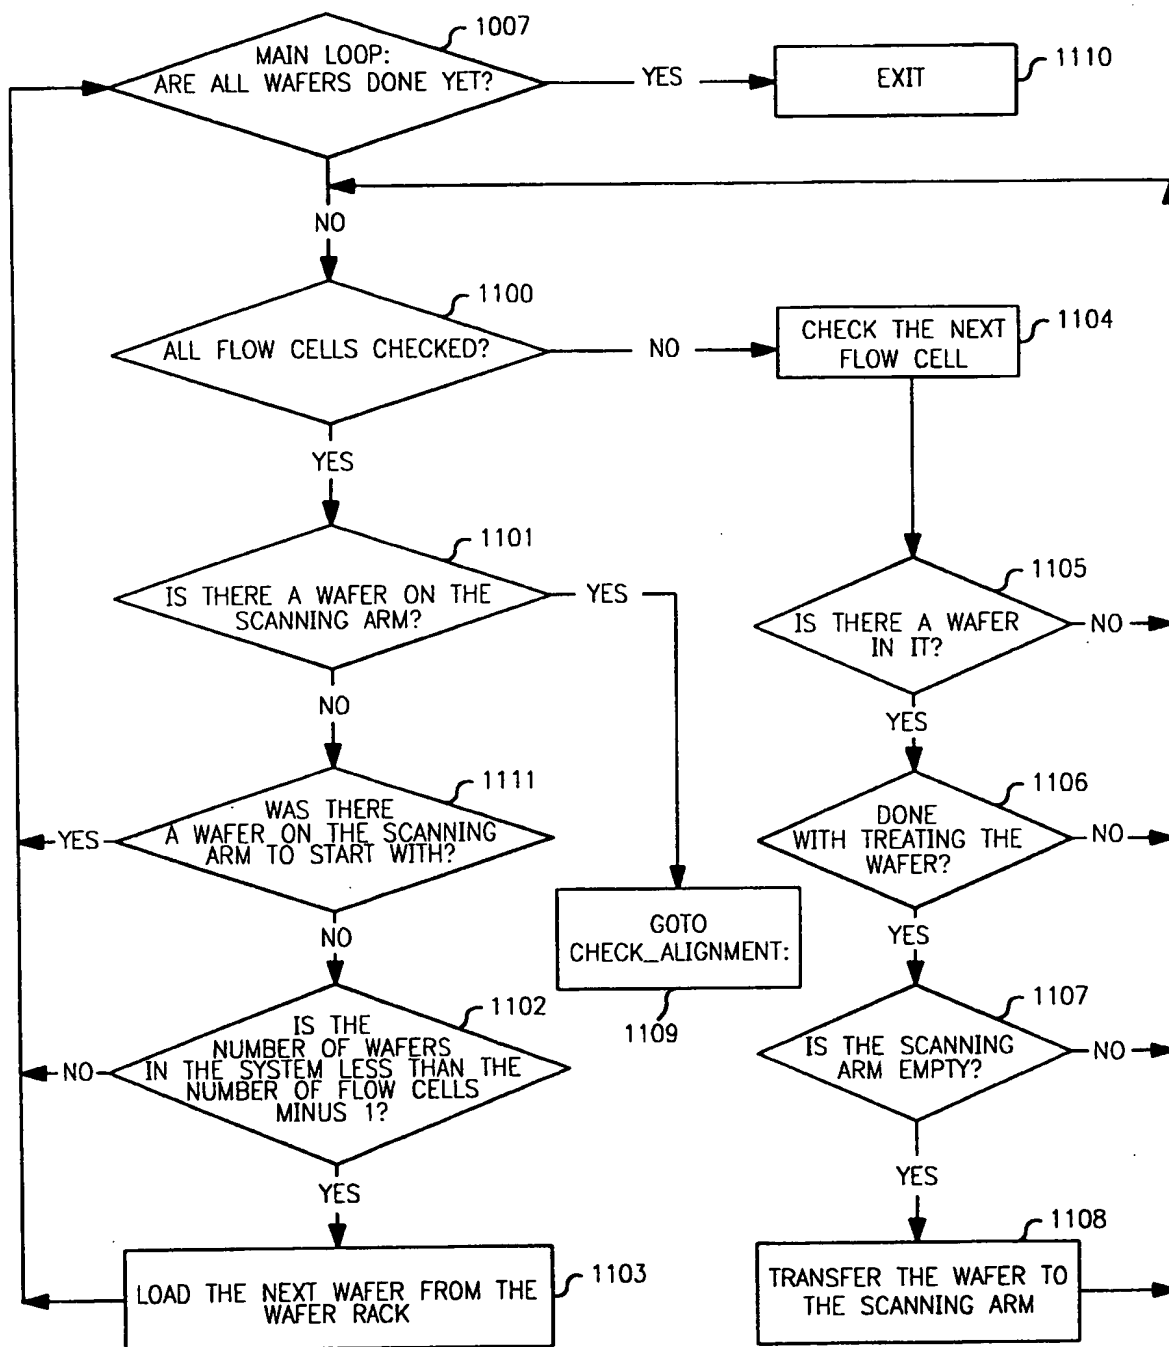 1007
MAIN LOOP:
ARE ALL WAFERS DONE YET?
YES
EXIT
1110
NO
1100
ALL FLOW CELLS CHECKED?
NO
CHECK THE NEXT
FLOW CELL
1104
YES
1101
IS THERE A WAFER ON THE
SCANNING ARM?
YES
1105
IS THERE A WAFER
IN IT?
NO
NO
YES
1111
WAS THERE
A WAFER ON THE SCANNING
ARM TO START WITH?
YES
1106
DONE
WITH TREATING THE
WAFER?
NO
GOTO
CHECK_ALIGNMENT:
1109
NO
YES
1102
IS THE
NUMBER OF WAFERS
IN THE SYSTEM LESS THAN THE
NUMBER OF FLOW CELLS
MINUS 1?
NO
1107
IS THE SCANNING
ARM EMPTY?
NO
YES
YES
1103
LOAD THE NEXT WAFER FROM THE
WAFER RACK
1108
TRANSFER THE WAFER TO
THE SCANNING ARM